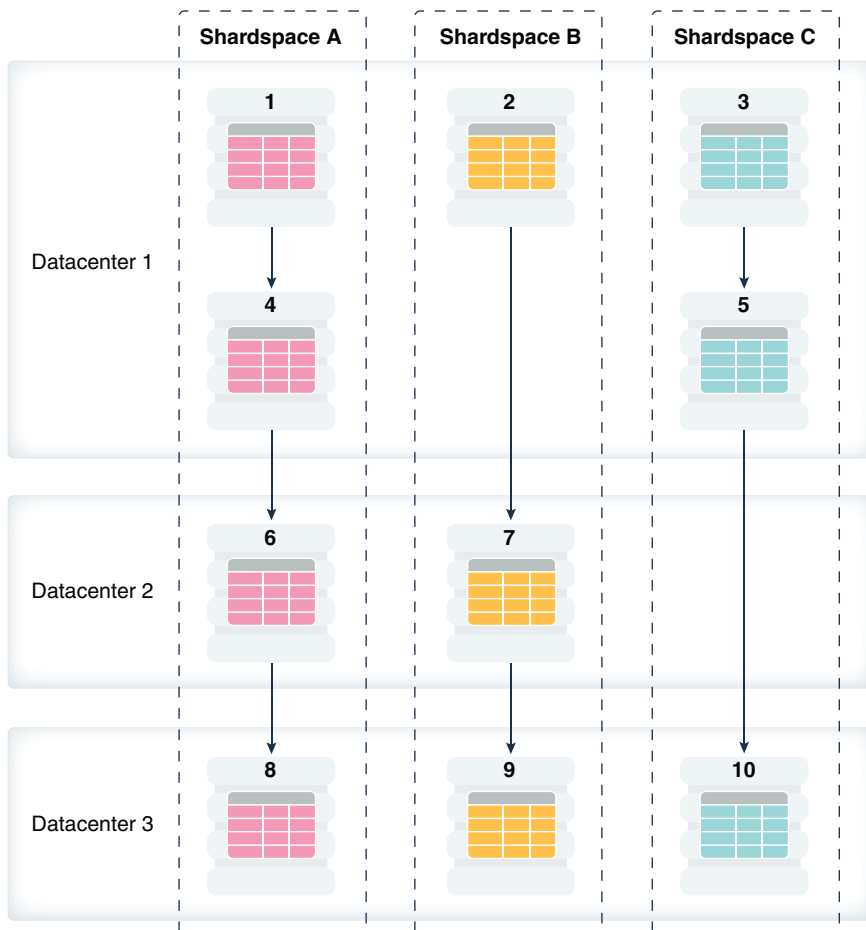 Shardspace A
Shardspace B
Shardspace C
1
2
3
Datacenter 1
4
5
6
7
Datacenter 2
8
9
10
Datacenter 3